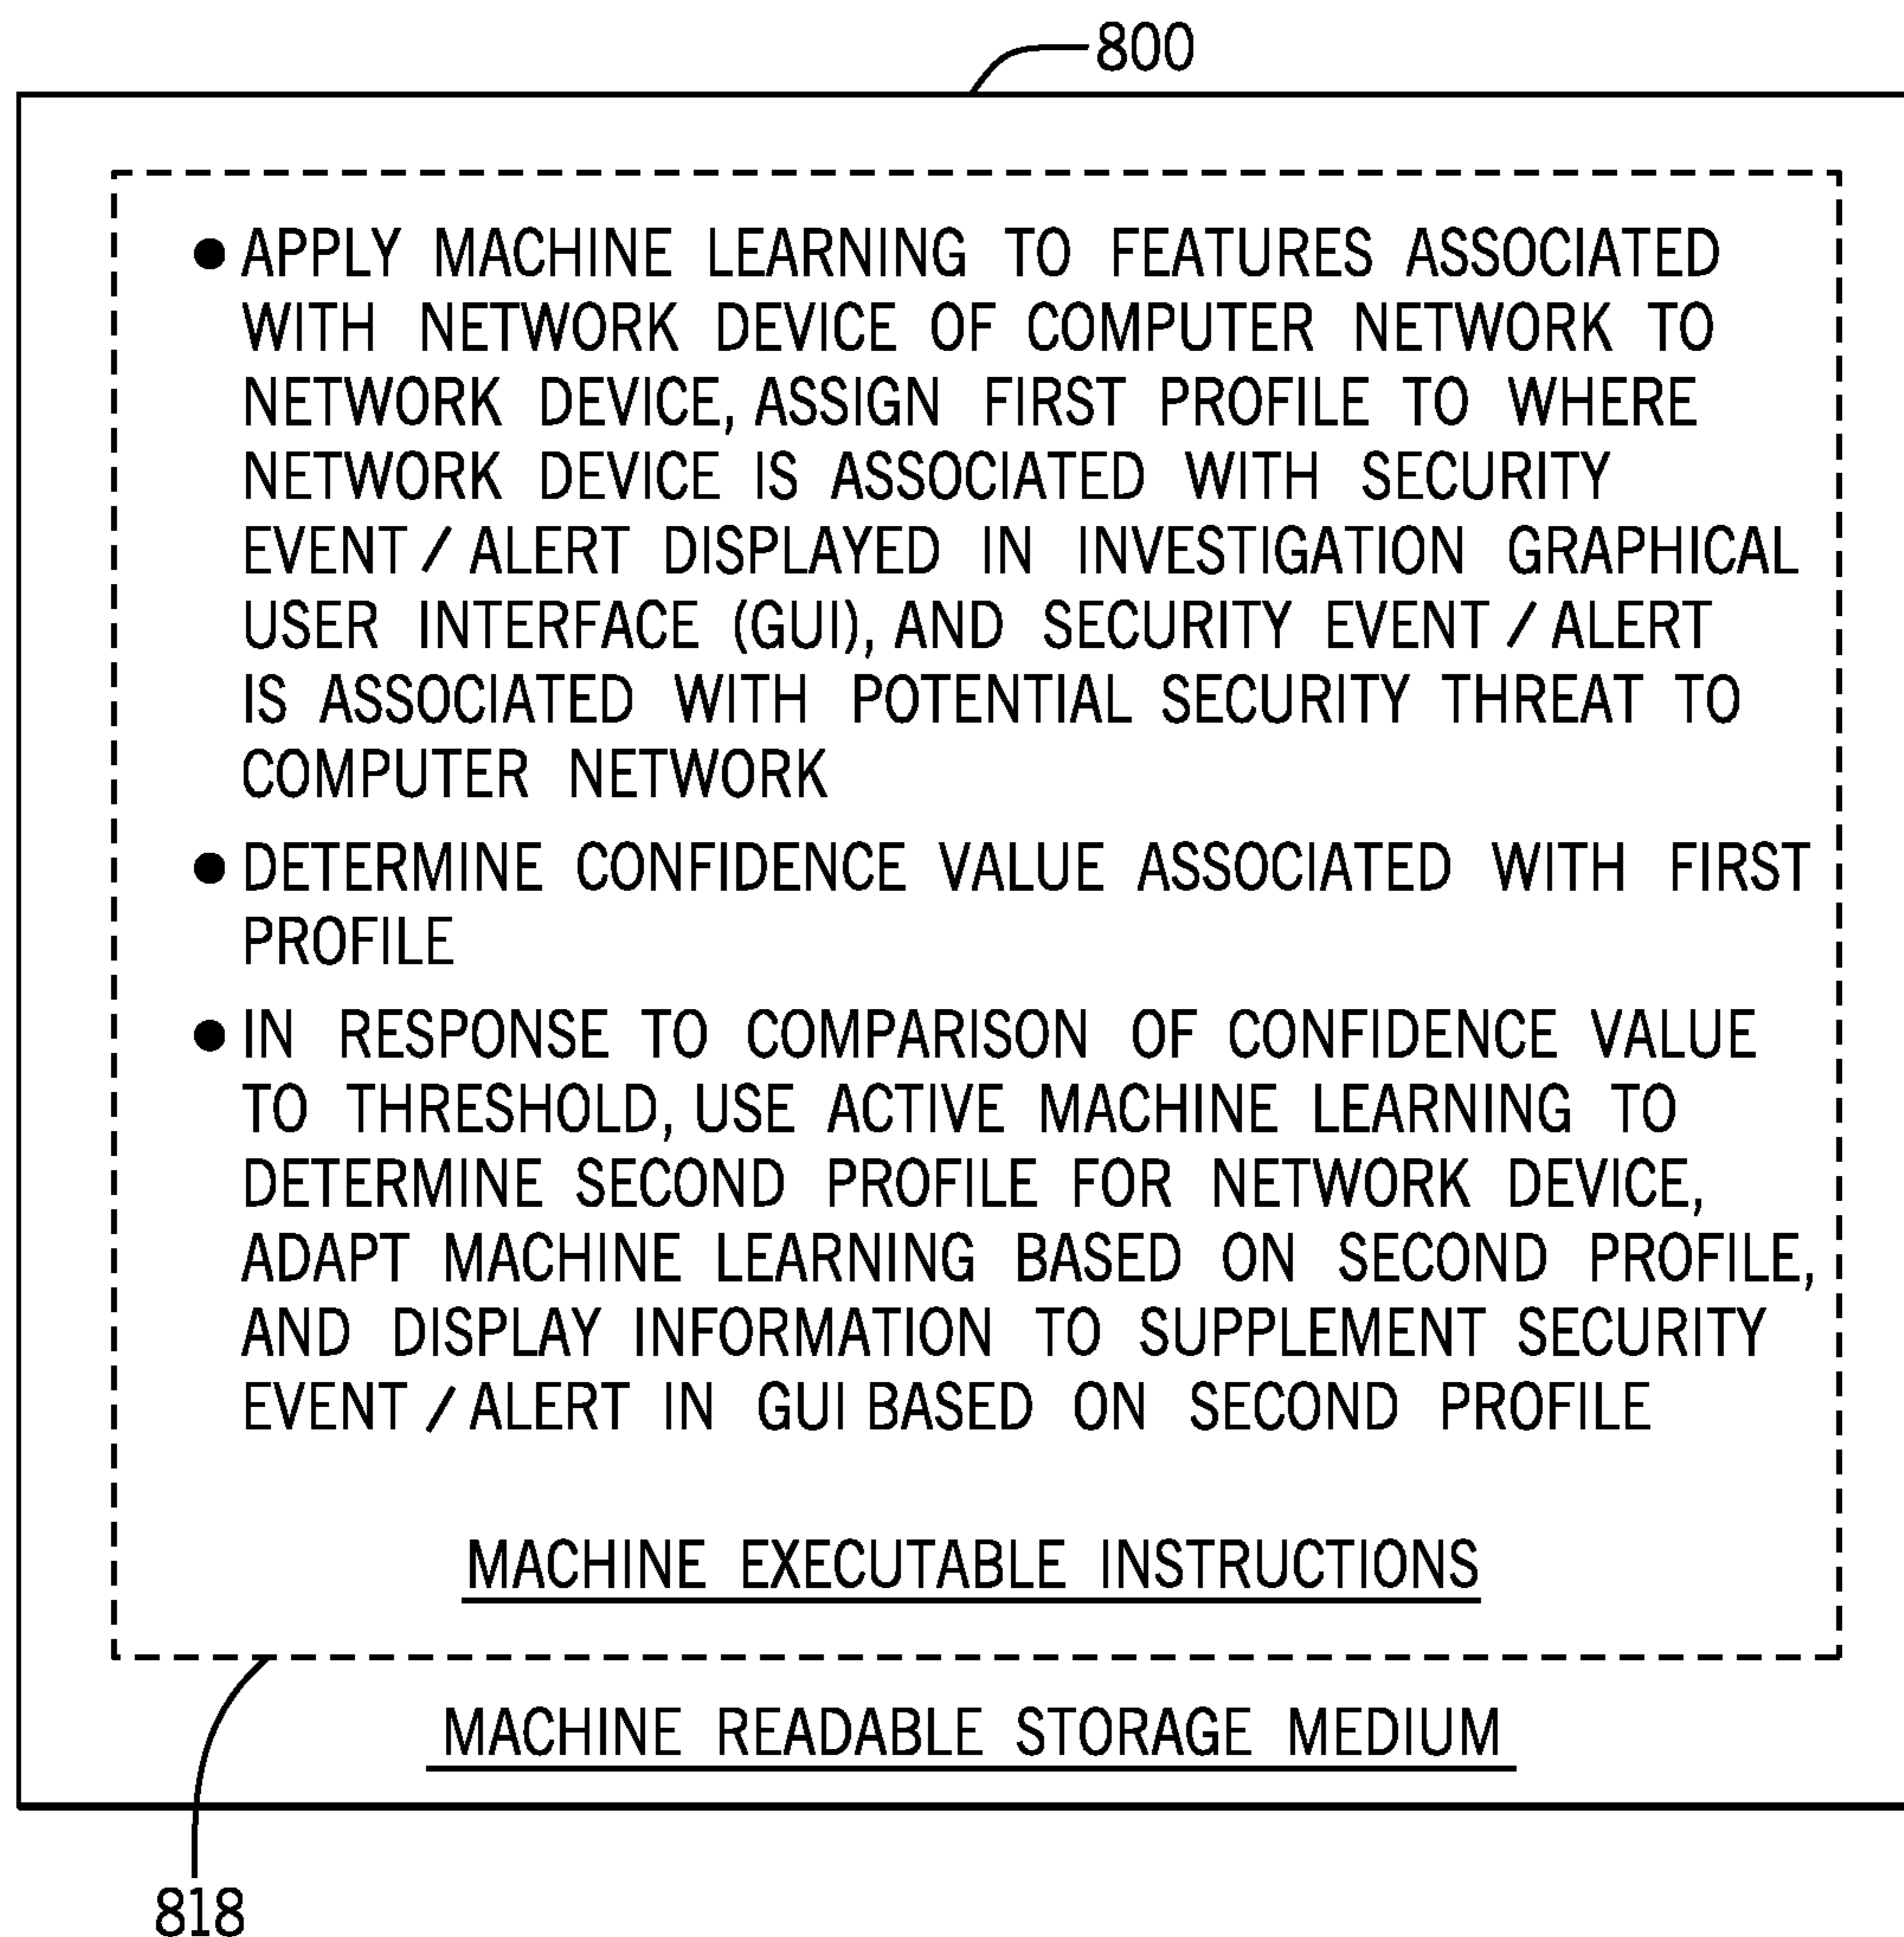 800
● APPLY MACHINE LEARNING TO FEATURES ASSOCIATED
WITH NETWORK DEVICE OF COMPUTER NETWORK TO
NETWORK DEVICE, ASSIGN FIRST PROFILE TO WHERE
NETWORK DEVICE IS ASSOCIATED WITH SECURITY
EVENT/ALERT DISPLAYED IN INVESTIGATION GRAPHICAL
USER INTERFACE (GUI), AND SECURITY EVENT/ALERT
IS ASSOCIATED WITH POTENTIAL SECURITY THREAT TO
COMPUTER NETWORK
● DETERMINE CONFIDENCE VALUE ASSOCIATED WITH FIRST
PROFILE
● IN RESPONSE TO COMPARISON OF CONFIDENCE VALUE
TO THRESHOLD, USE ACTIVE MACHINE LEARNING TO
DETERMINE SECOND PROFILE FOR NETWORK DEVICE,
ADAPT MACHINE LEARNING BASED ON SECOND PROFILE,
AND DISPLAY INFORMATION TO SUPPLEMENT SECURITY
EVENT/ALERT IN GUI BASED ON SECOND PROFILE
MACHINE EXECUTABLE INSTRUCTIONS
MACHINE READABLE STORAGE MEDIUM
818